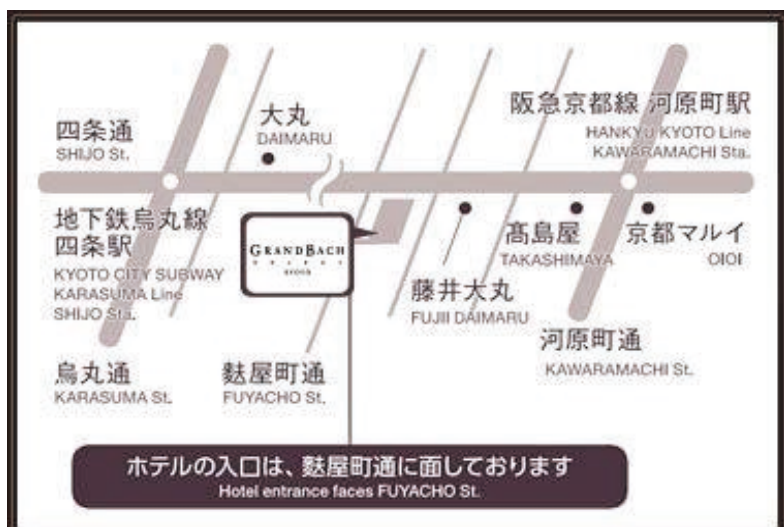 四条通
SHIJO St.
大丸
DAIMARU
阪急京都線 河原町駅
HANKYU KYOTO Line
KAWARAMACHI Sta.
地下鉄烏丸線
四条駅
KYOTO CITY SUBWAY
KARASUMA Line
SHIJO Sta.
GRANDBACH
藤井大丸
FUJII DAIMARU
髙島屋
TAKASHIMAYA
京都マルイ
OIOI
烏丸通
KARASUMA St.
麩屋町通
FUYACHO St.
河原町通
KAWARAMACHI St.
ホテルの入口は、麩屋町通に面しております
Hotel entrance faces FUYACHO St.